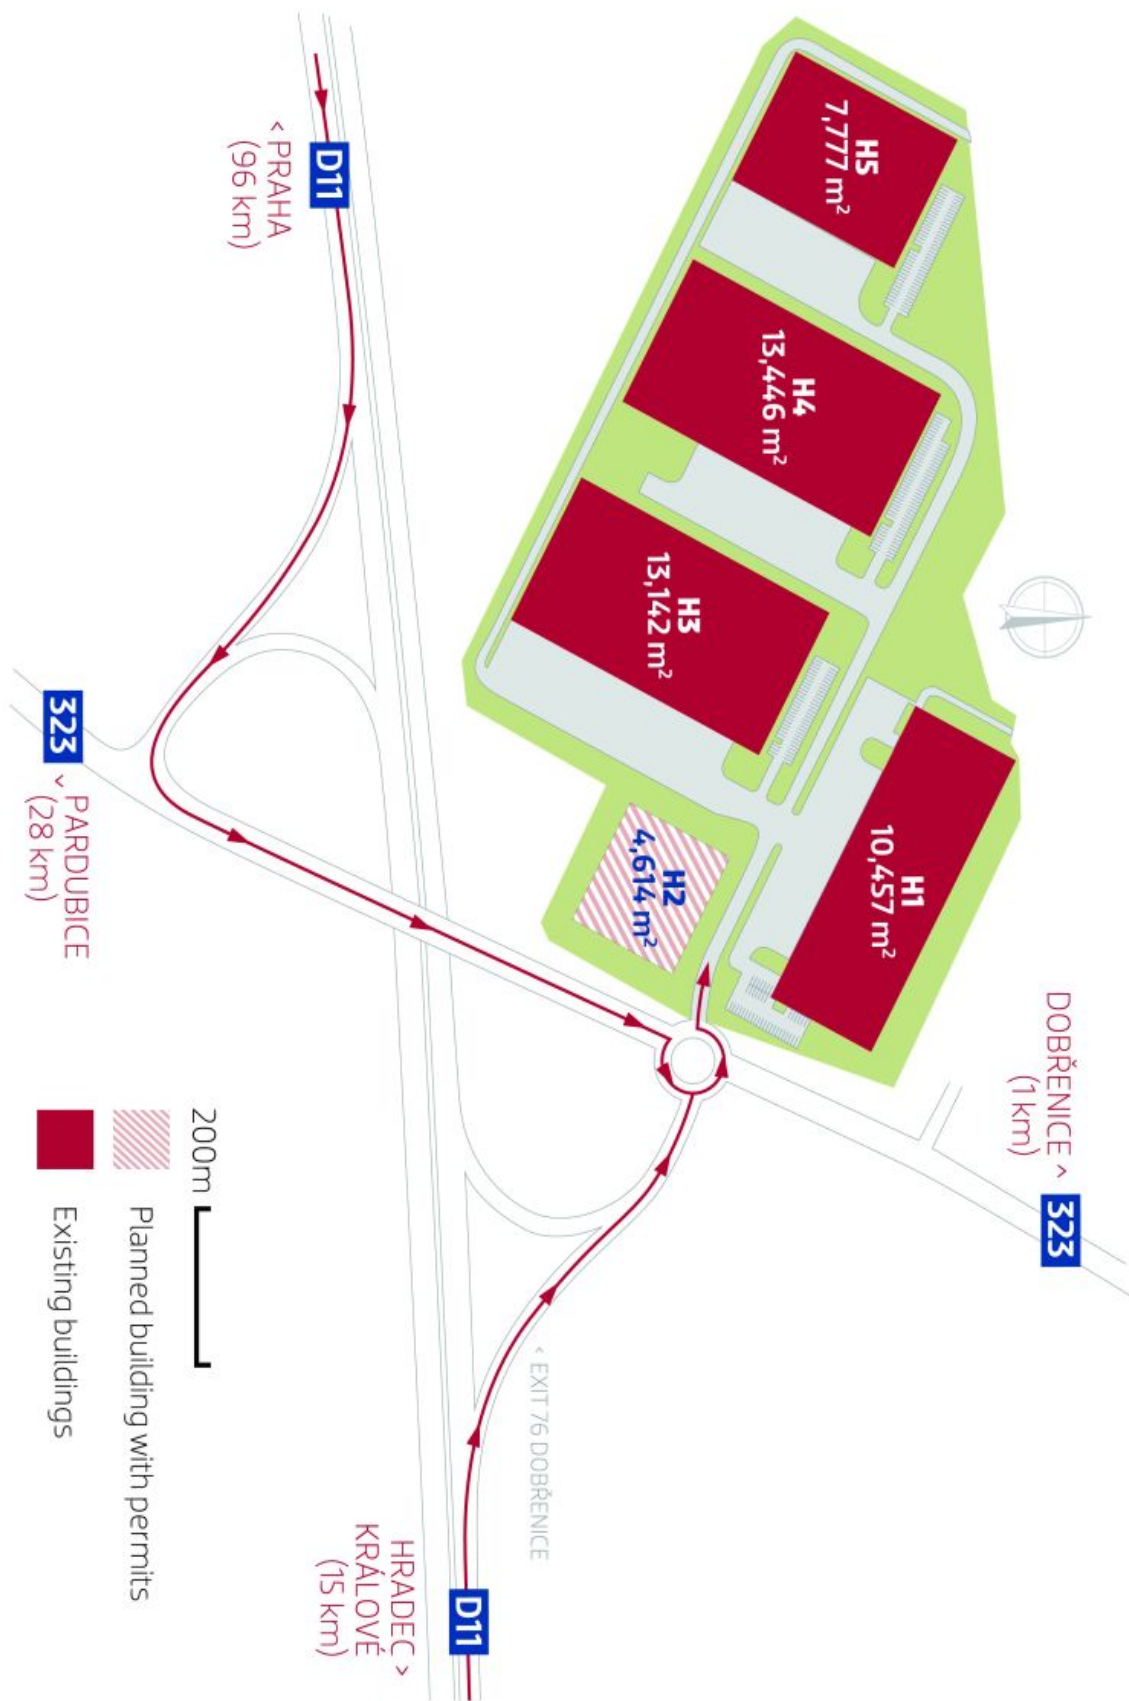 H5
7,777 m²
H4
13,446 m²
H3
13,142 m²
H1
10,457 m²
H2
4,614 m²
DOBŘENICE ^
(1 km)
323
D11
< PRAHA
(96 km)
< EXIT 76 DOBŘENICE
D11
HRADEC >
KRÁLOVÉ
(15 km)
323
˅ PARDUBICE
(28 km)
200m
Planned building with permits
Existing buildings